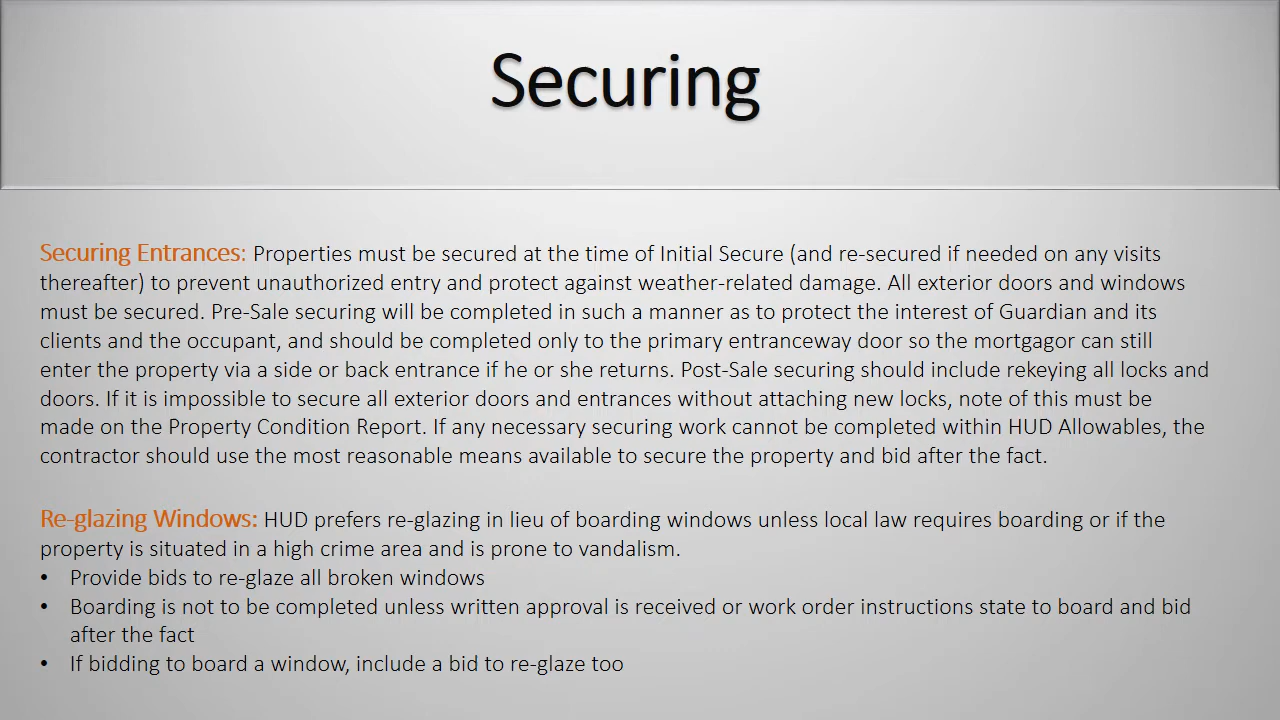 Securing
Securing Entrances: Properties must be secured at the time of Initial Secure (and re-secured if needed on any visits
thereafter) to prevent unauthorized entry and protect against weather-related damage. All exterior doors and windows
must be secured. Pre-Sale securing will be completed in such a manner as to protect the interest of Guardian and its
clients and the occupant, and should be completed only to the primary entranceway door so the mortgagor can still
enter the property via a side or back entrance if he or she returns. Post-Sale securing should include rekeying all locks and
doors. If it is impossible to secure all exterior doors and entrances without attaching new locks, note of this must be
made on the Property Condition Report. If any necessary securing work cannot be completed within HUD Allowables, the
contractor should use the most reasonable means available to secure the property and bid after the fact.
Re-glazing Windows: HUD prefers re-glazing in lieu of boarding windows unless local law requires boarding or if the
property is situated in a high crime area and is prone to vandalism.
• Provide bids to re-glaze all broken windows
• Boarding is not to be completed unless written approval is received or work order instructions state to board and bid
after the fact
• If bidding to board a window, include a bid to re-glaze too